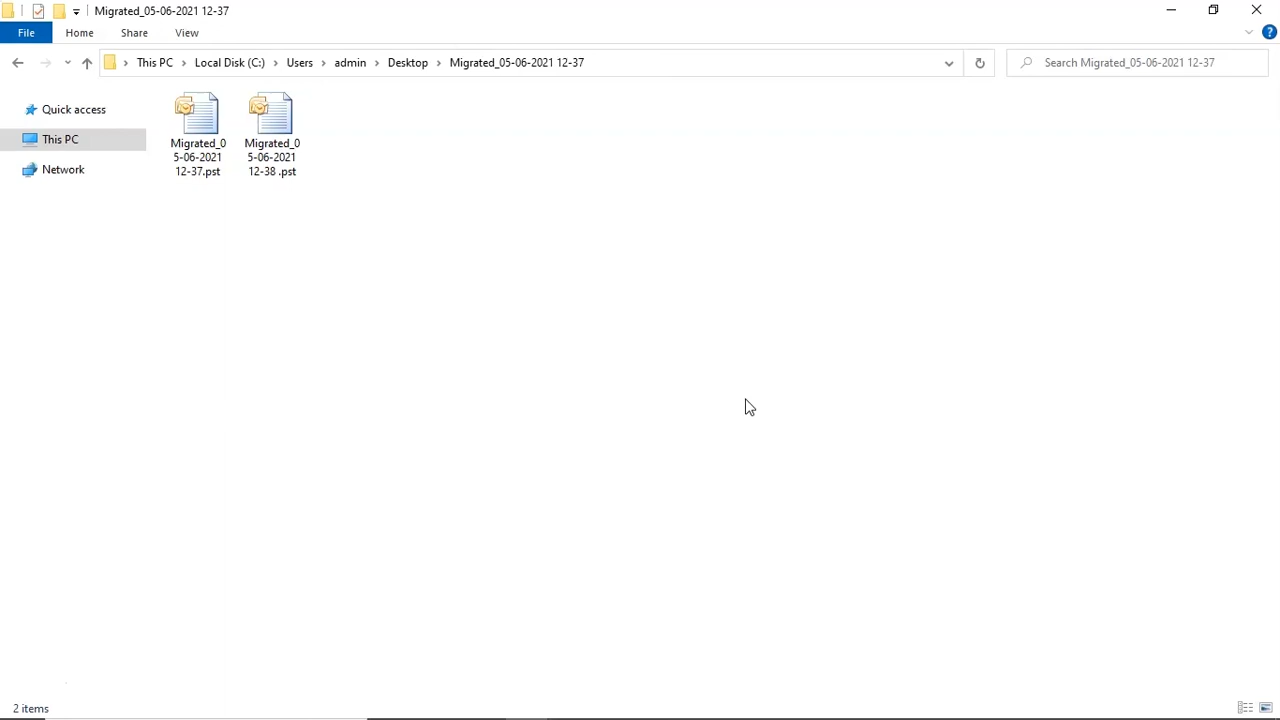 Migrated_05-06-2021 12-37
File Home Share View
This PC Local Disk (C:) Users admin Desktop Migrated_05-06-2021 12-37
Search Migrated_05-06-2021 12-37
Quick access
This PC
Network
Migrated_0
5-06-2021
12-37.pst
Migrated_0
5-06-2021
12-38 .pst
2 items